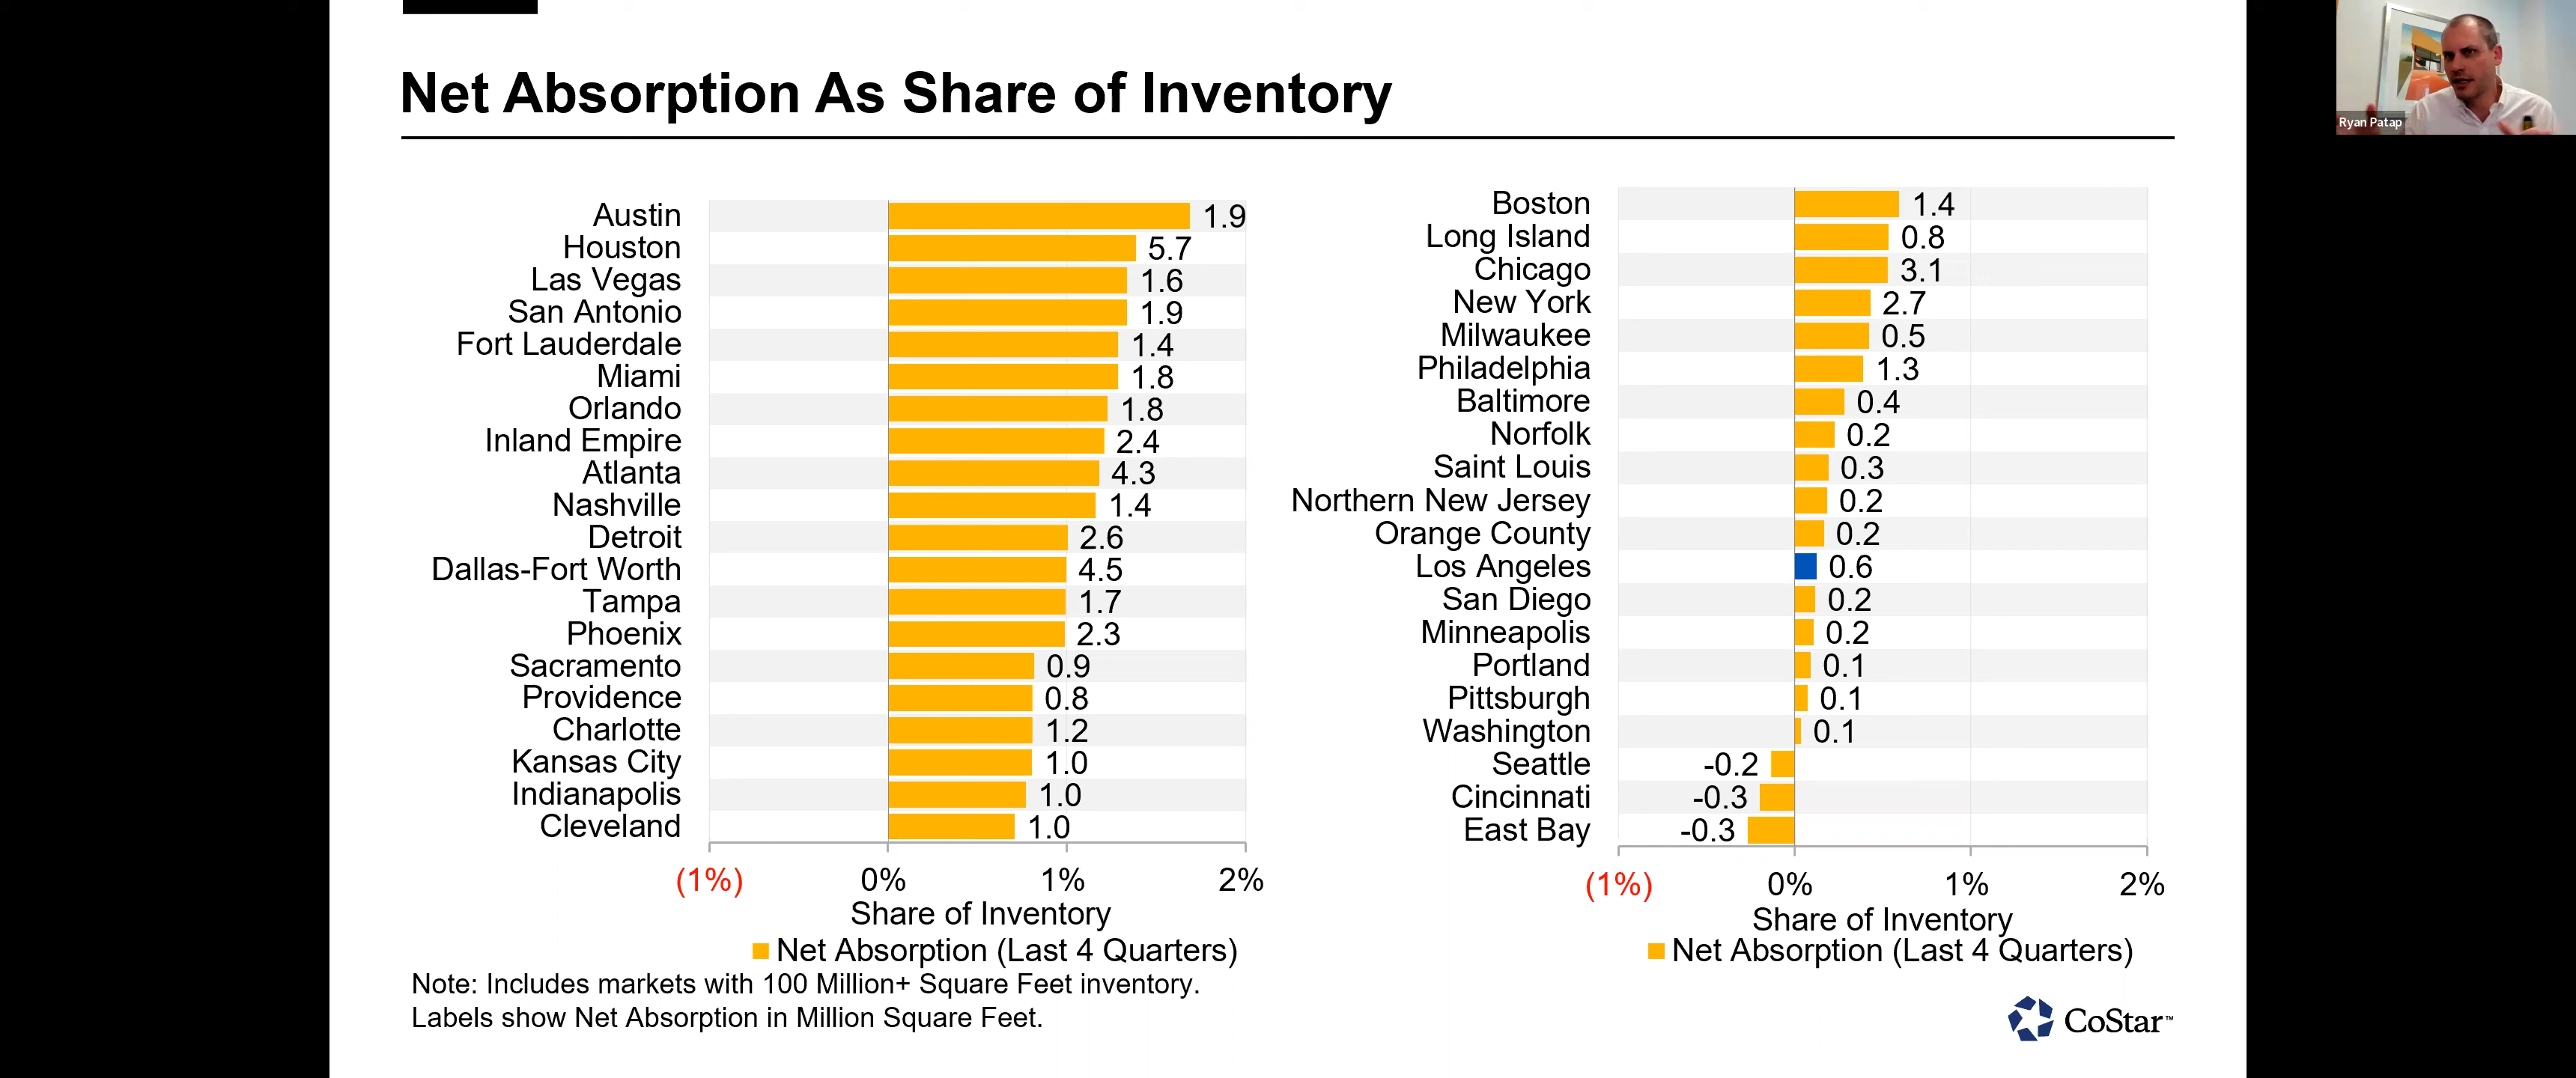 Net Absorption As Share of Inventory
Ryan Patap
Austin 1.9
Houston 5.7
Las Vegas 1.6
San Antonio 1.9
Fort Lauderdale 1.4
Miami 1.8
Orlando 1.8
Inland Empire 2.4
Atlanta 4.3
Nashville 1.4
Detroit 2.6
Dallas-Fort Worth 4.5
Tampa 1.7
Phoenix 2.3
Sacramento 0.9
Providence 0.8
Charlotte 1.2
Kansas City 1.0
Indianapolis 1.0
Cleveland 1.0
(1%) 0% 1% 2%
Share of Inventory
Net Absorption (Last 4 Quarters)
Boston 1.4
Long Island 0.8
Chicago 3.1
New York 2.7
Milwaukee 0.5
Philadelphia 1.3
Baltimore 0.4
Norfolk 0.2
Saint Louis 0.3
Northern New Jersey 0.2
Orange County 0.2
Los Angeles 0.6
San Diego 0.2
Minneapolis 0.2
Portland 0.1
Pittsburgh 0.1
Washington 0.1
Seattle -0.2
Cincinnati -0.3
East Bay -0.3
(1%) 0% 1% 2%
Share of Inventory
Net Absorption (Last 4 Quarters)
Note: Includes markets with 100 Million+ Square Feet inventory.
Labels show Net Absorption in Million Square Feet.
CoStar™